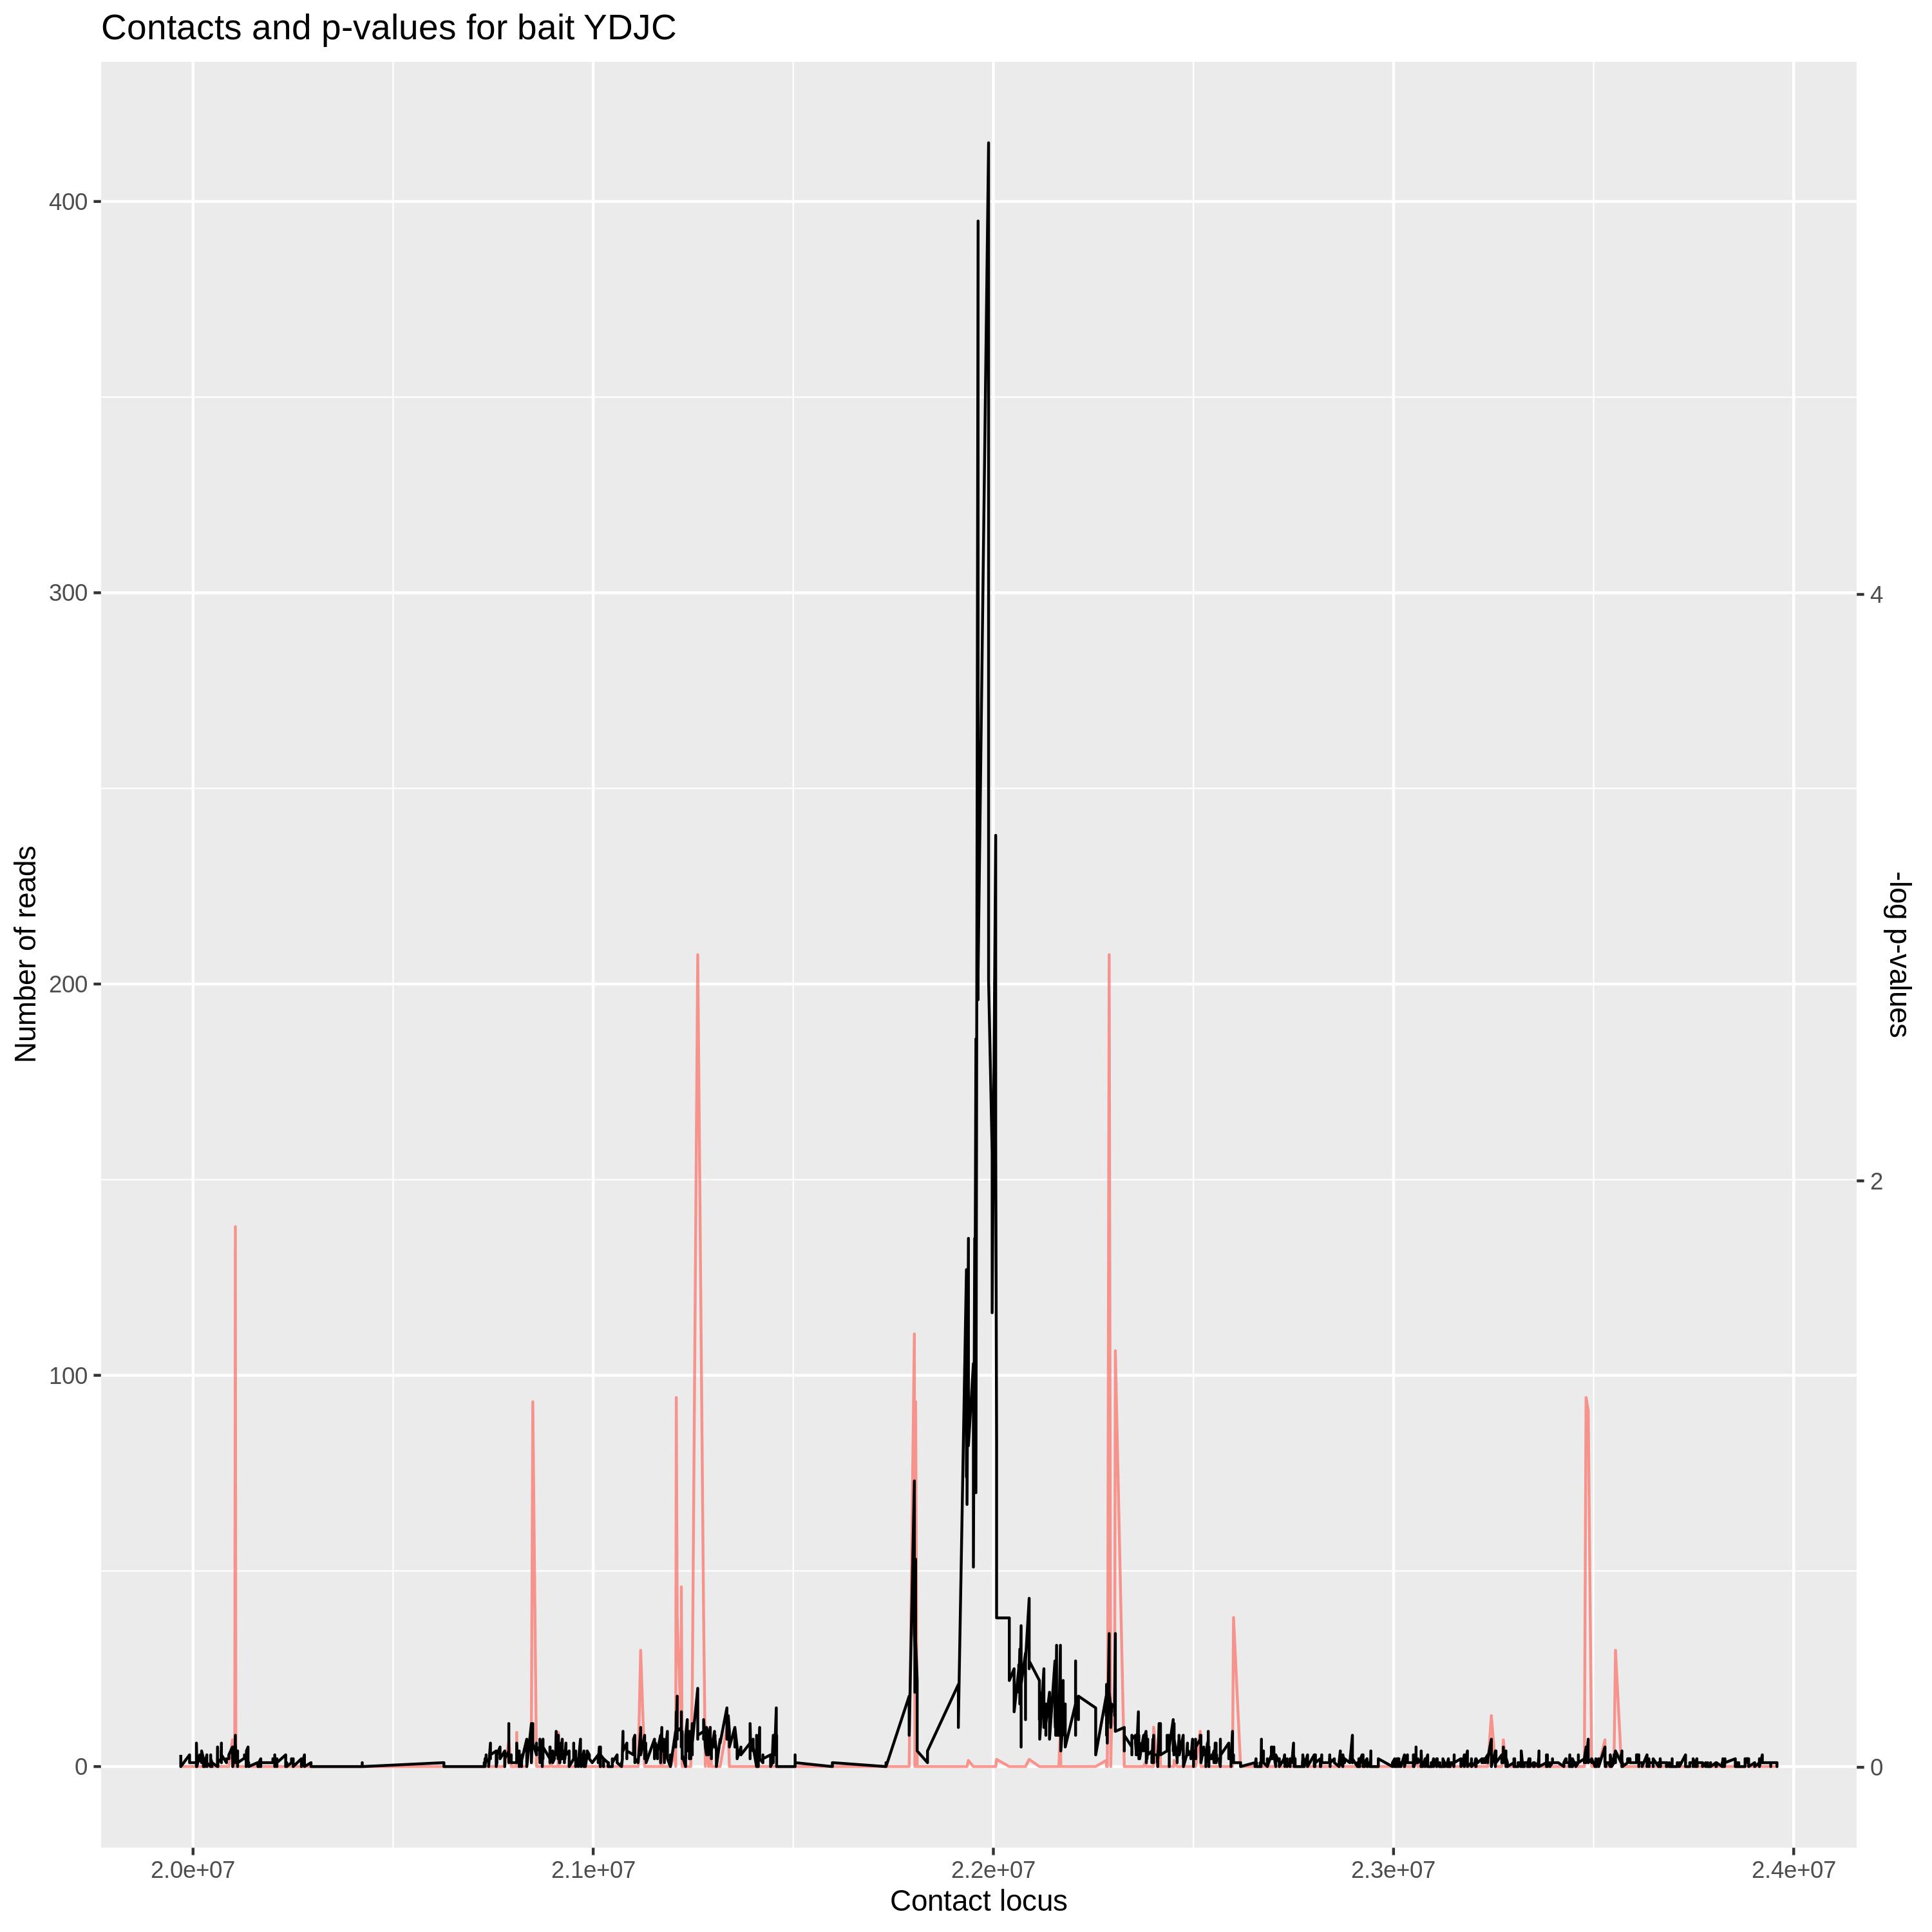 Contacts and p-values for bait YDJC
Number of reads
400
300
200
100
0
4
2
0
-log p-values
2.0e+07
2.1e+07
2.2e+07
2.3e+07
2.4e+07
Contact locus